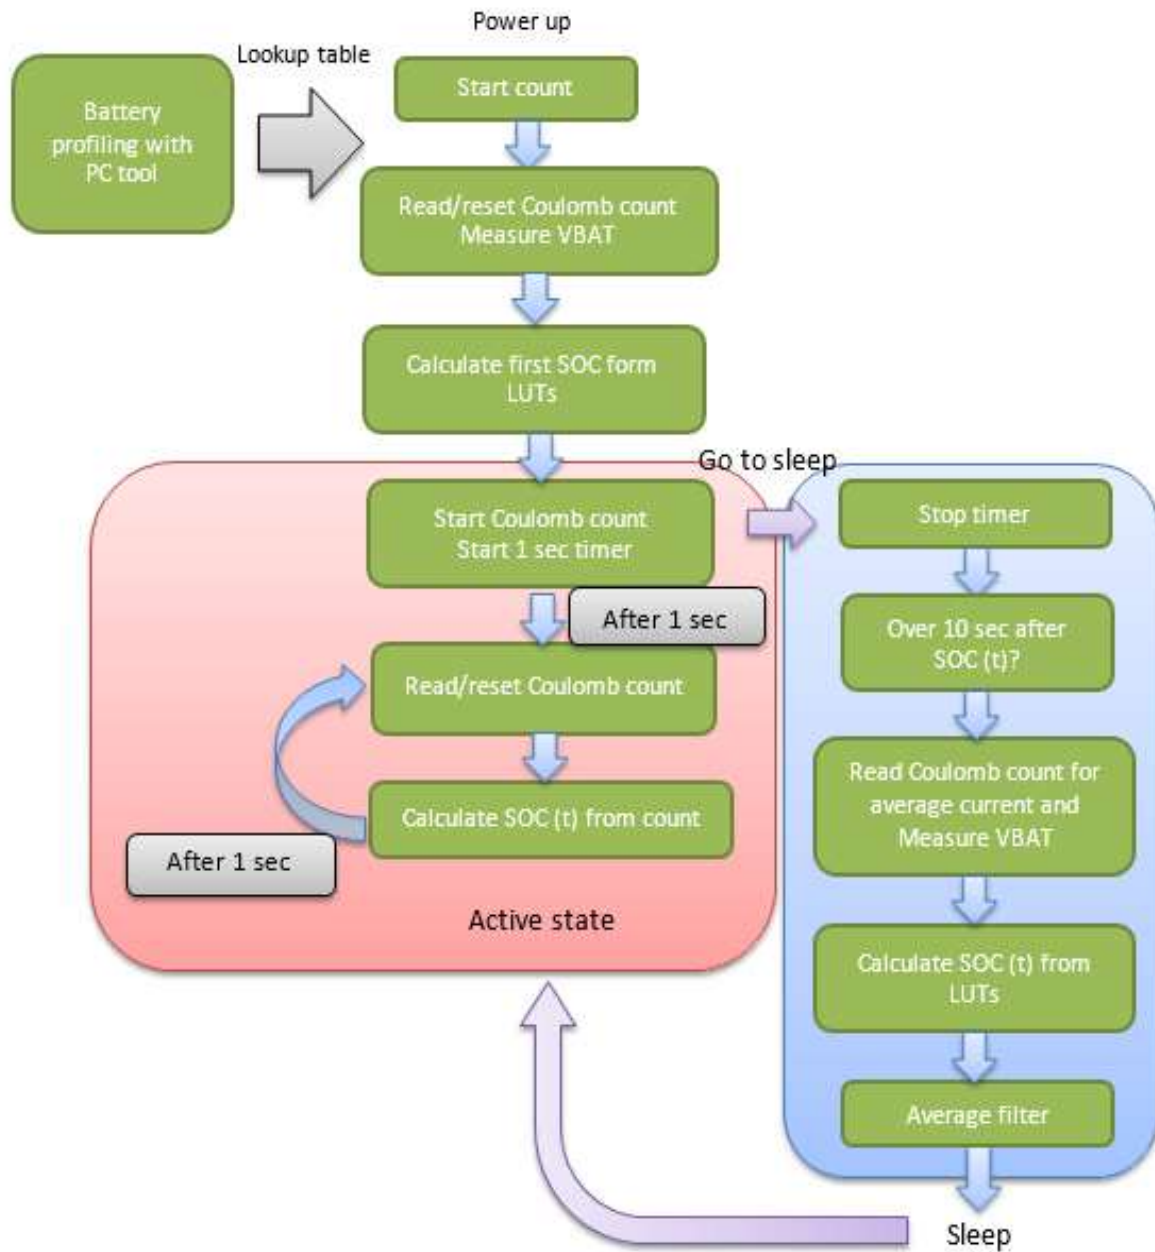 Power up
Lookup table
Battery
profiling with
PC tool
Start count
Read/reset Coulomb count
Measure VBAT
Calculate first SOC form
LUTs
Go to sleep
Start Coulomb count
Start 1 sec timer
After 1 sec
Read/reset Coulomb count
Calculate SOC (t) from count
After 1 sec
Active state
Stop timer
Over 10 sec after
SOC (t)?
Read Coulomb count for
average current and
Measure VBAT
Calculate SOC (t) from
LUTs
Average filter
Sleep